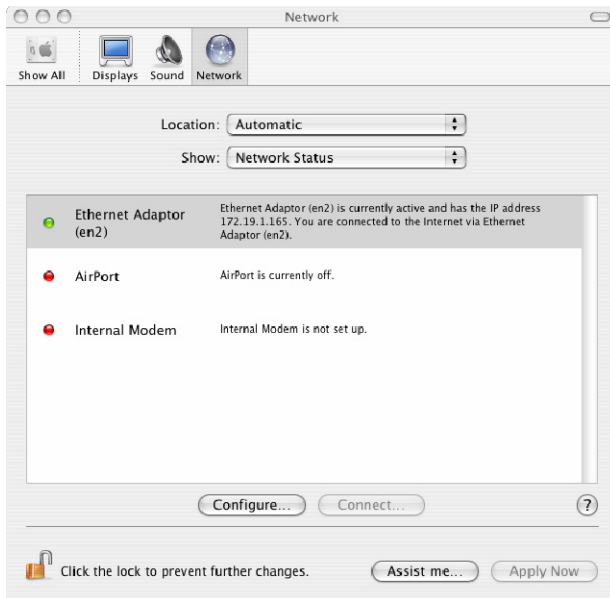 Network
Show All
Displays
Sound
Network
Location: Automatic
Show: Network Status
Ethernet Adaptor
(en2)
Ethernet Adaptor (en2) is currently active and has the IP address
172.19.1.165. You are connected to the Internet via Ethernet
Adaptor (en2).
AirPort
AirPort is currently off.
Internal Modem
Internal Modem is not set up.
Configure...
Connect...
?
Click the lock to prevent further changes.
Assist me...
Apply Now